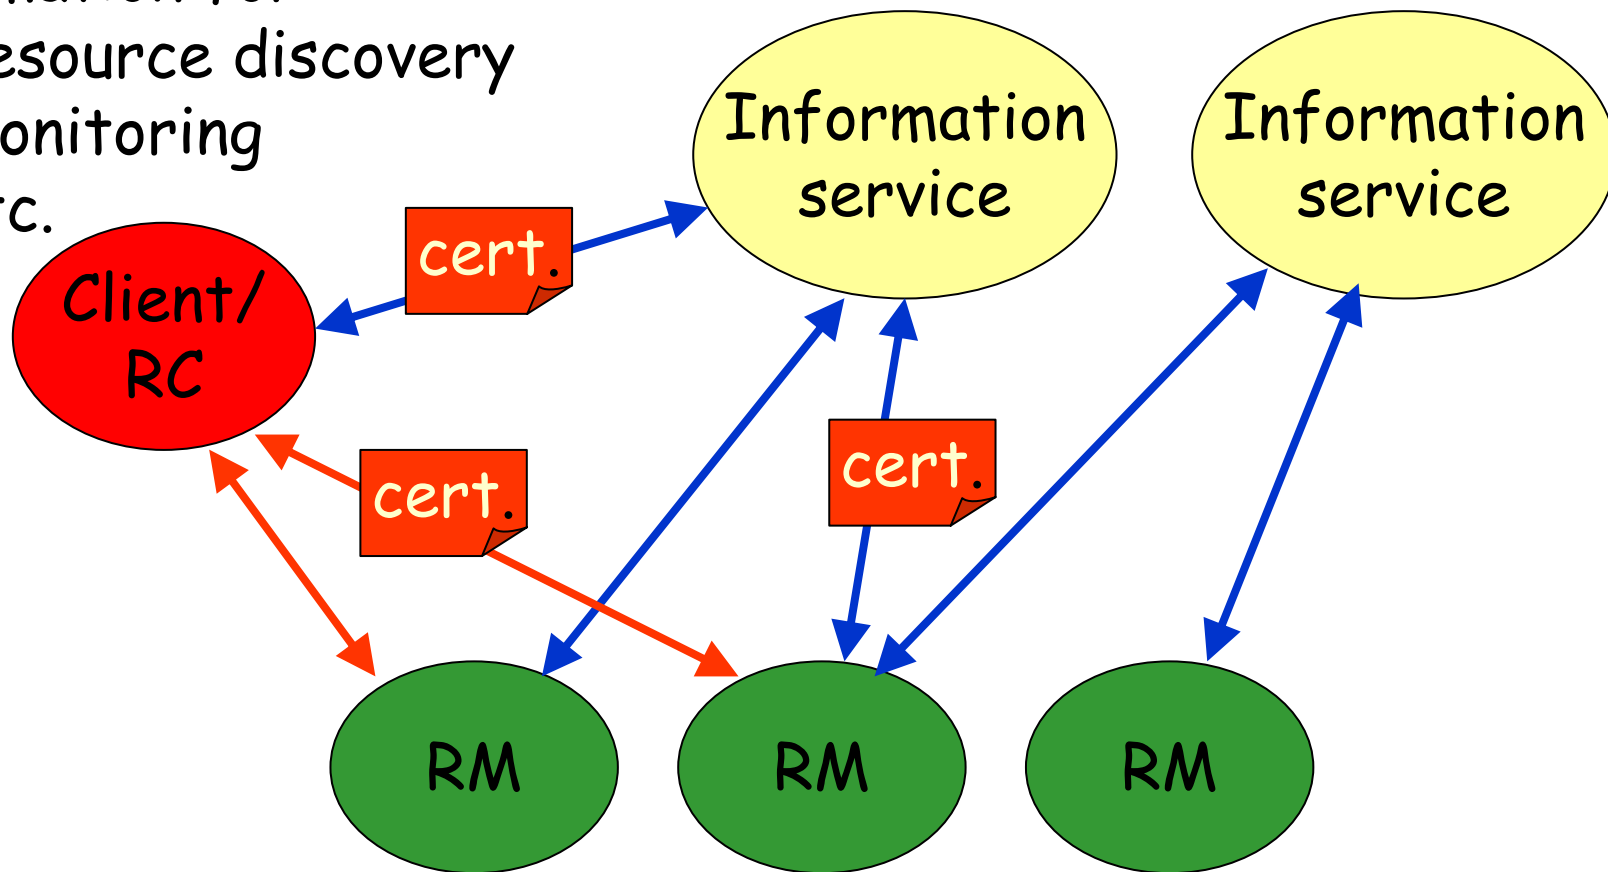 esource discovery
onitoring
c.
Information
service
Information
service
cert.
Client/
RC
cert.
cert.
RM
RM
RM